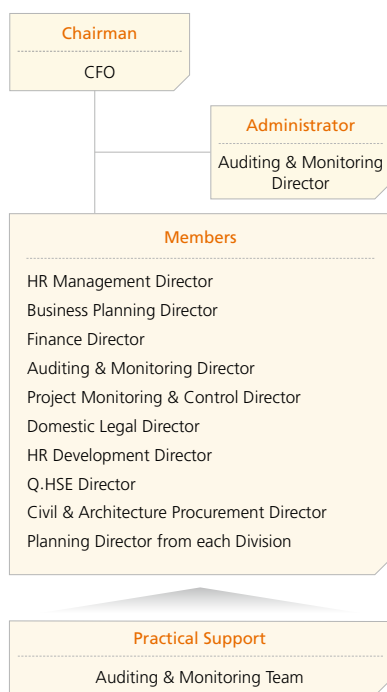 Chairman
CFO
Administrator
Auditing & Monitoring
Director
Members
HR Management Director
Business Planning Director
Finance Director
Auditing & Monitoring Director
Project Monitoring & Control Director
Domestic Legal Director
HR Development Director
Q.HSE Director
Civil & Architecture Procurement Director
Planning Director from each Division
Practical Support
Auditing & Monitoring Team